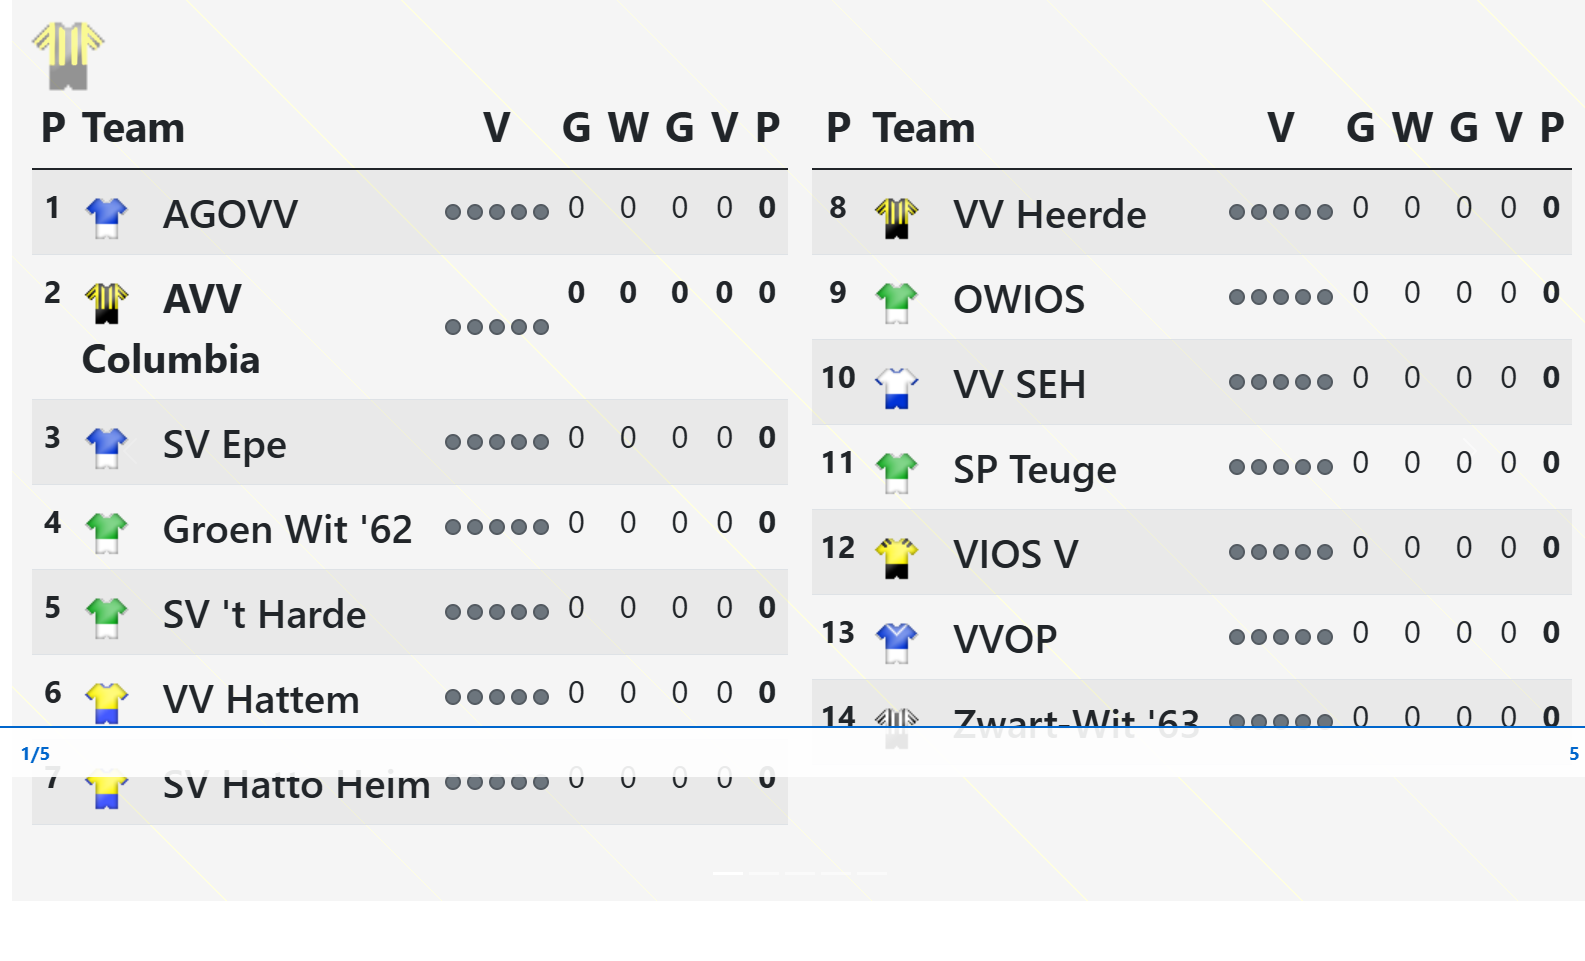 P Team V G W G V P
1 AGOVV 0 0 0 0 0
2 AVV 0 0 0 0 0
Columbia
3 SV Epe 0 0 0 0 0
4 Groen Wit '62 0 0 0 0 0
5 SV 't Harde 0 0 0 0 0
6 VV Hattem 0 0 0 0 0
7 SV Hatto Heim 0 0 0 0 0
P Team V G W G V P
8 VV Heerde 0 0 0 0 0
9 OWIOS 0 0 0 0 0
10 VV SEH 0 0 0 0 0
11 SP Teuge 0 0 0 0 0
12 VIOS V 0 0 0 0 0
13 VVOP 0 0 0 0 0
14 Zwart-Wit '63 0 0 0 0 0
1/5 5